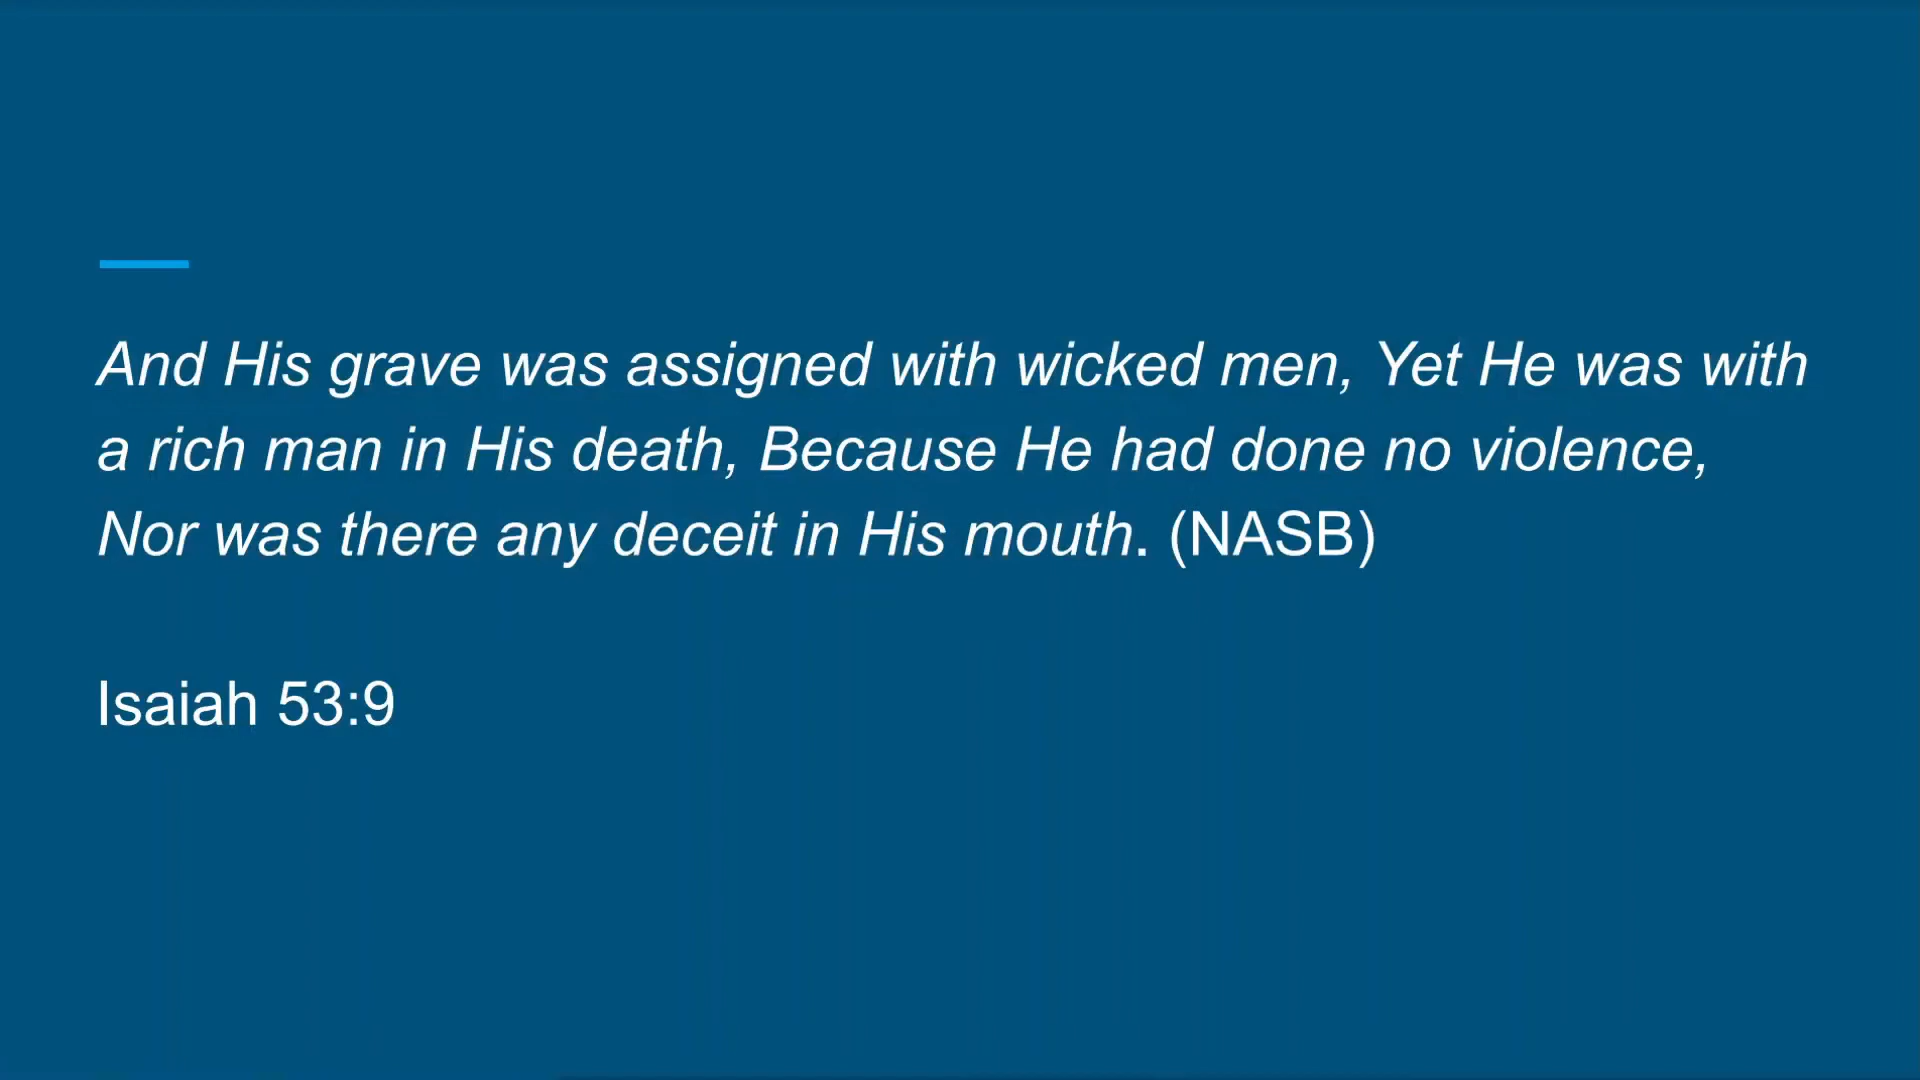 And His grave was assigned with wicked men, Yet He was with
a rich man in His death, Because He had done no violence,
Nor was there any deceit in His mouth. (NASB)
Isaiah 53:9